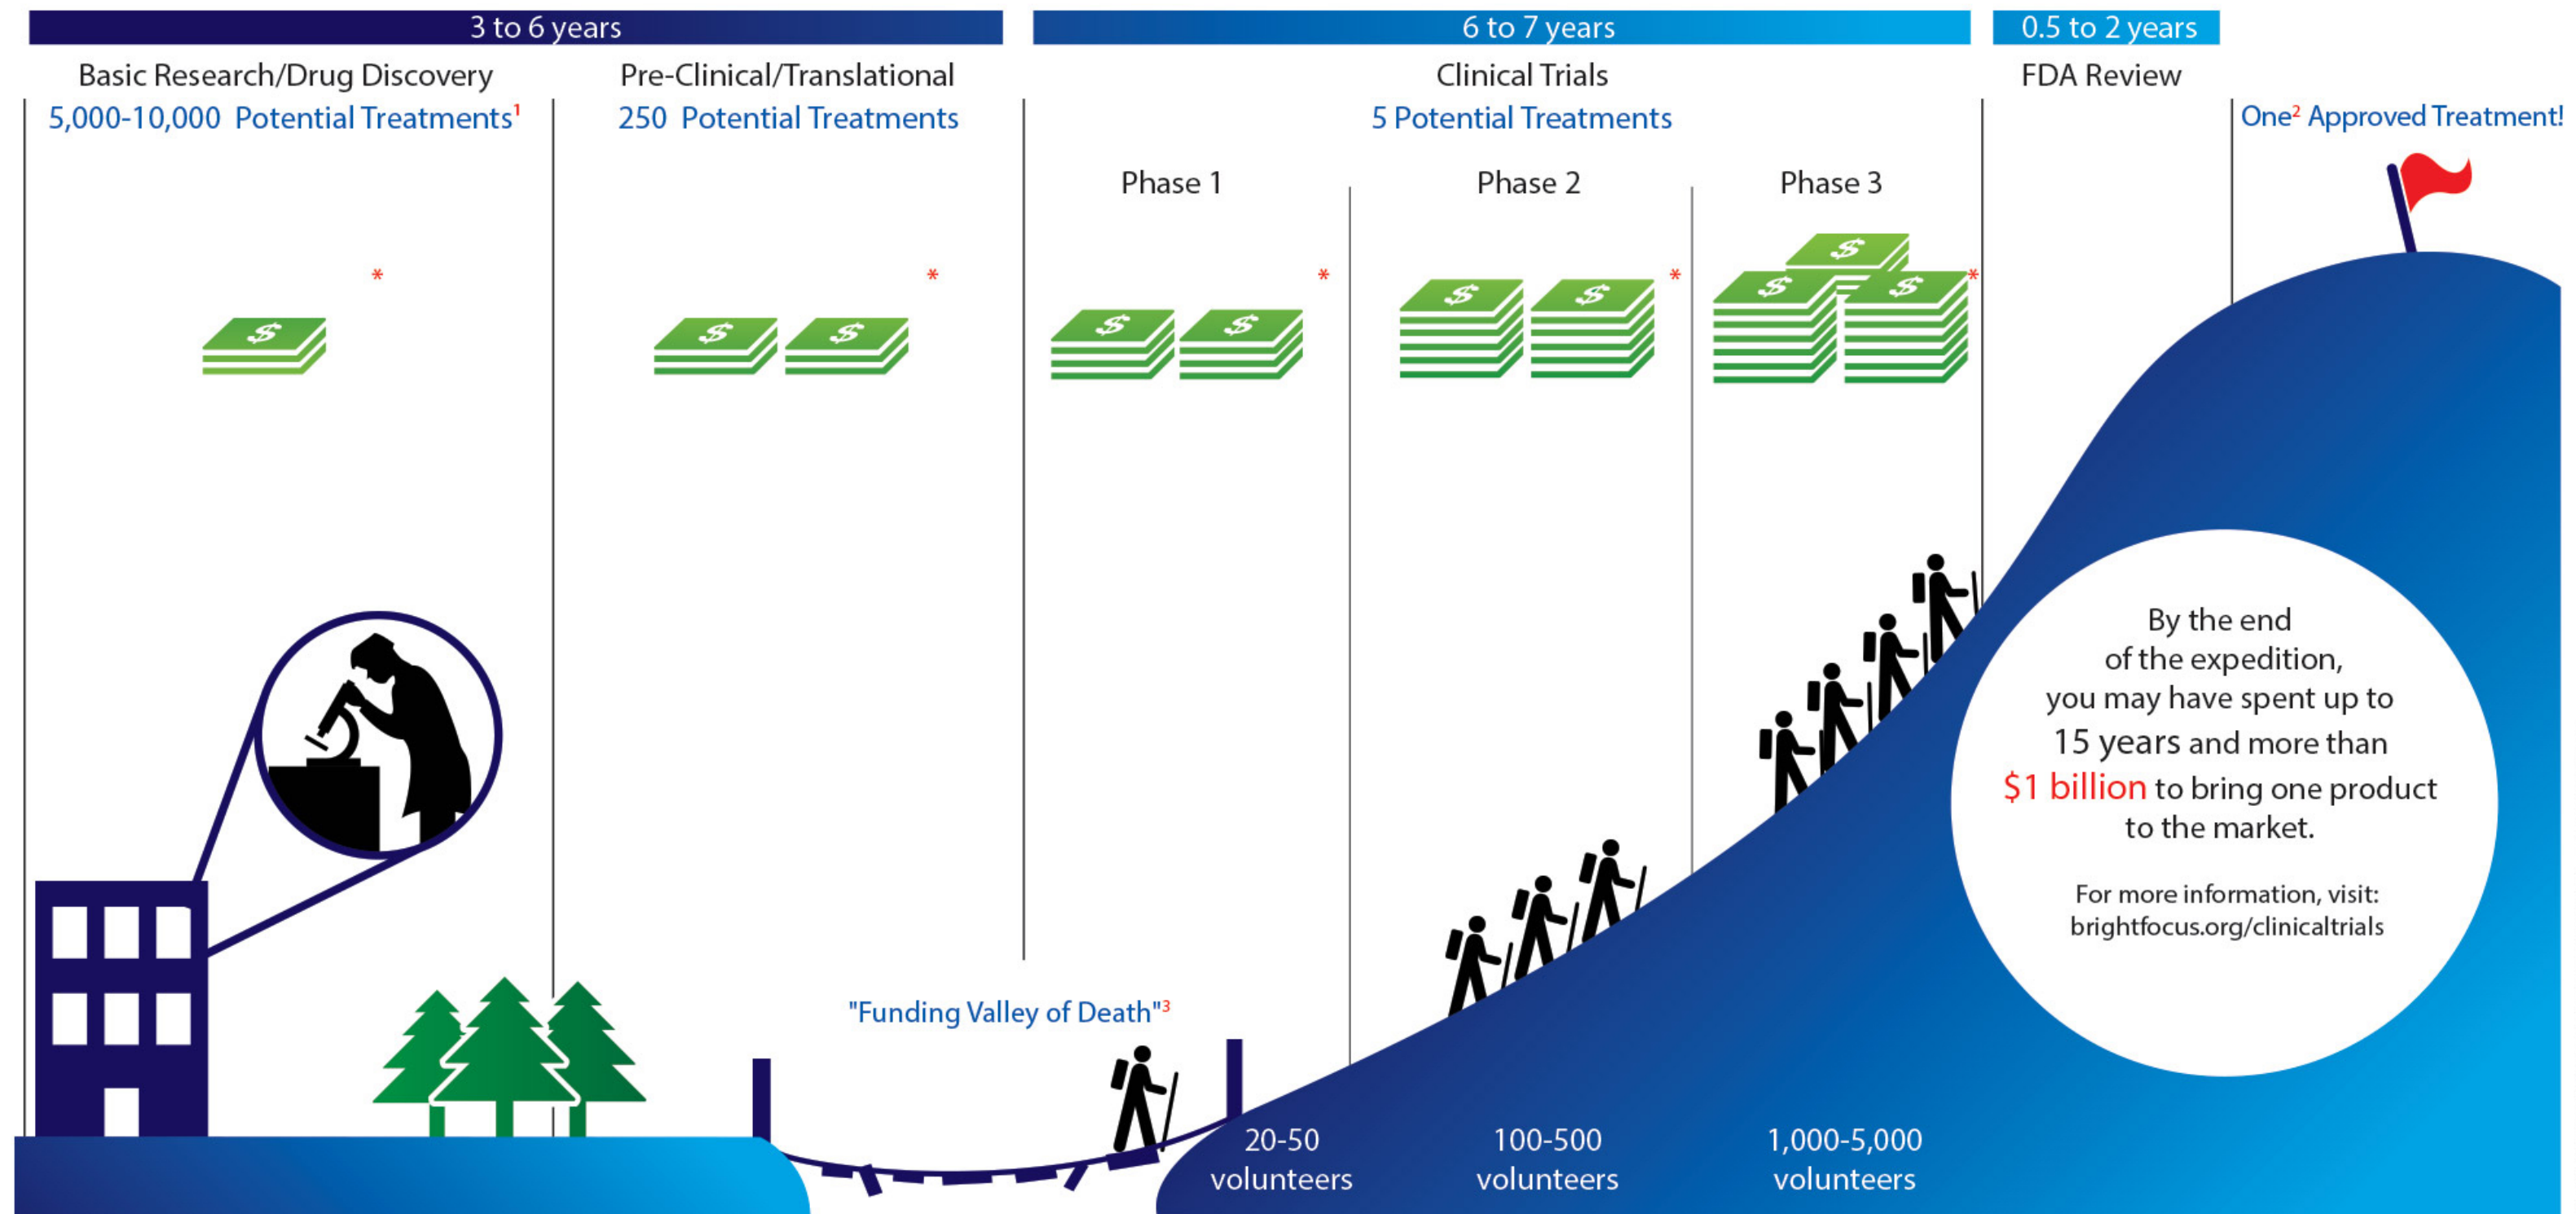 3 to 6 years
6 to 7 years
0.5 to 2 years
Basic Research/Drug Discovery
5,000-10,000 Potential Treatments¹
Pre-Clinical/Translational
250 Potential Treatments
Clinical Trials
5 Potential Treatments
FDA Review
One² Approved Treatment!
Phase 1
Phase 2
Phase 3
*
*
*
*
*
$
$ $
$ $
$ $
$
$ $
"Funding Valley of Death"³
20-50
volunteers
100-500
volunteers
1,000-5,000
volunteers
By the end
of the expedition,
you may have spent up to
15 years and more than
$1 billion to bring one product
to the market.
For more information, visit:
brightfocus.org/clinicaltrials